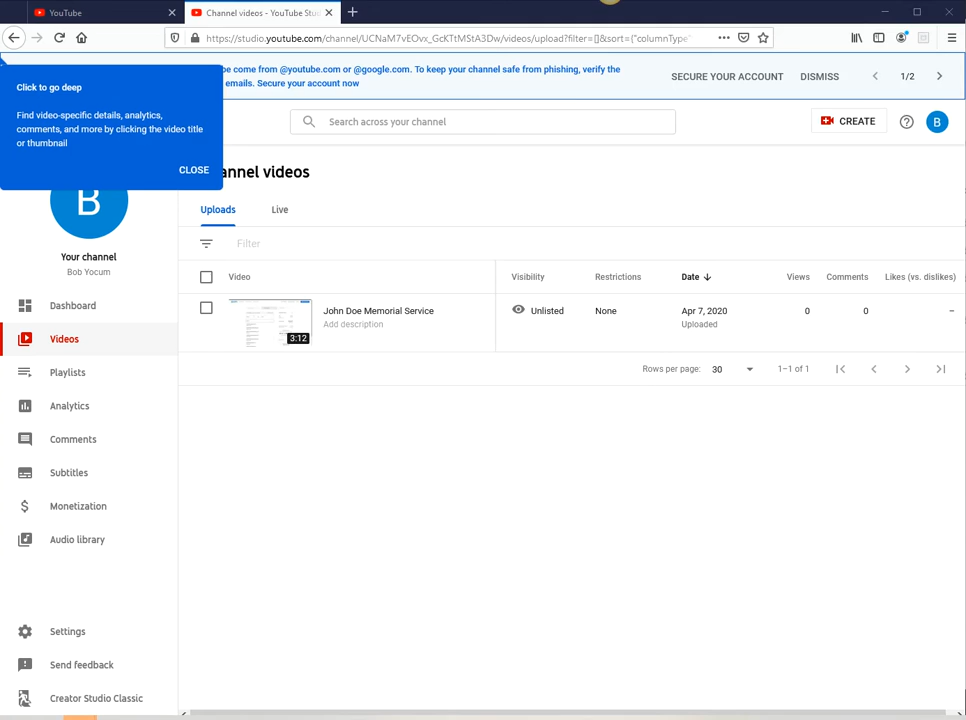 YouTube
Channel videos - YouTube Stu
https://studio.youtube.com/channel/UCNaM7vEOvx_GcKTtMStA3Dw/videos/upload?filter=[]&sort={"columnType"
be come from @youtube.com or @google.com. To keep your channel safe from phishing, verify the
emails. Secure your account now
SECURE YOUR ACCOUNT
DISMISS
1/2
Click to go deep
Find video-specific details, analytics,
comments, and more by clicking the video title
or thumbnail
CLOSE
Search across your channel
CREATE
B
annel videos
B
Your channel
Bob Yocum
Uploads
Live
Filter
Video
Visibility
Restrictions
Date
Views
Comments
Likes (vs. dislikes)
3:12
John Doe Memorial Service
Add description
Unlisted
None
Apr 7, 2020
Uploaded
0
0
–
Rows per page:
30
1–1 of 1
Dashboard
Videos
Playlists
Analytics
Comments
Subtitles
Monetization
Audio library
Settings
Send feedback
Creator Studio Classic